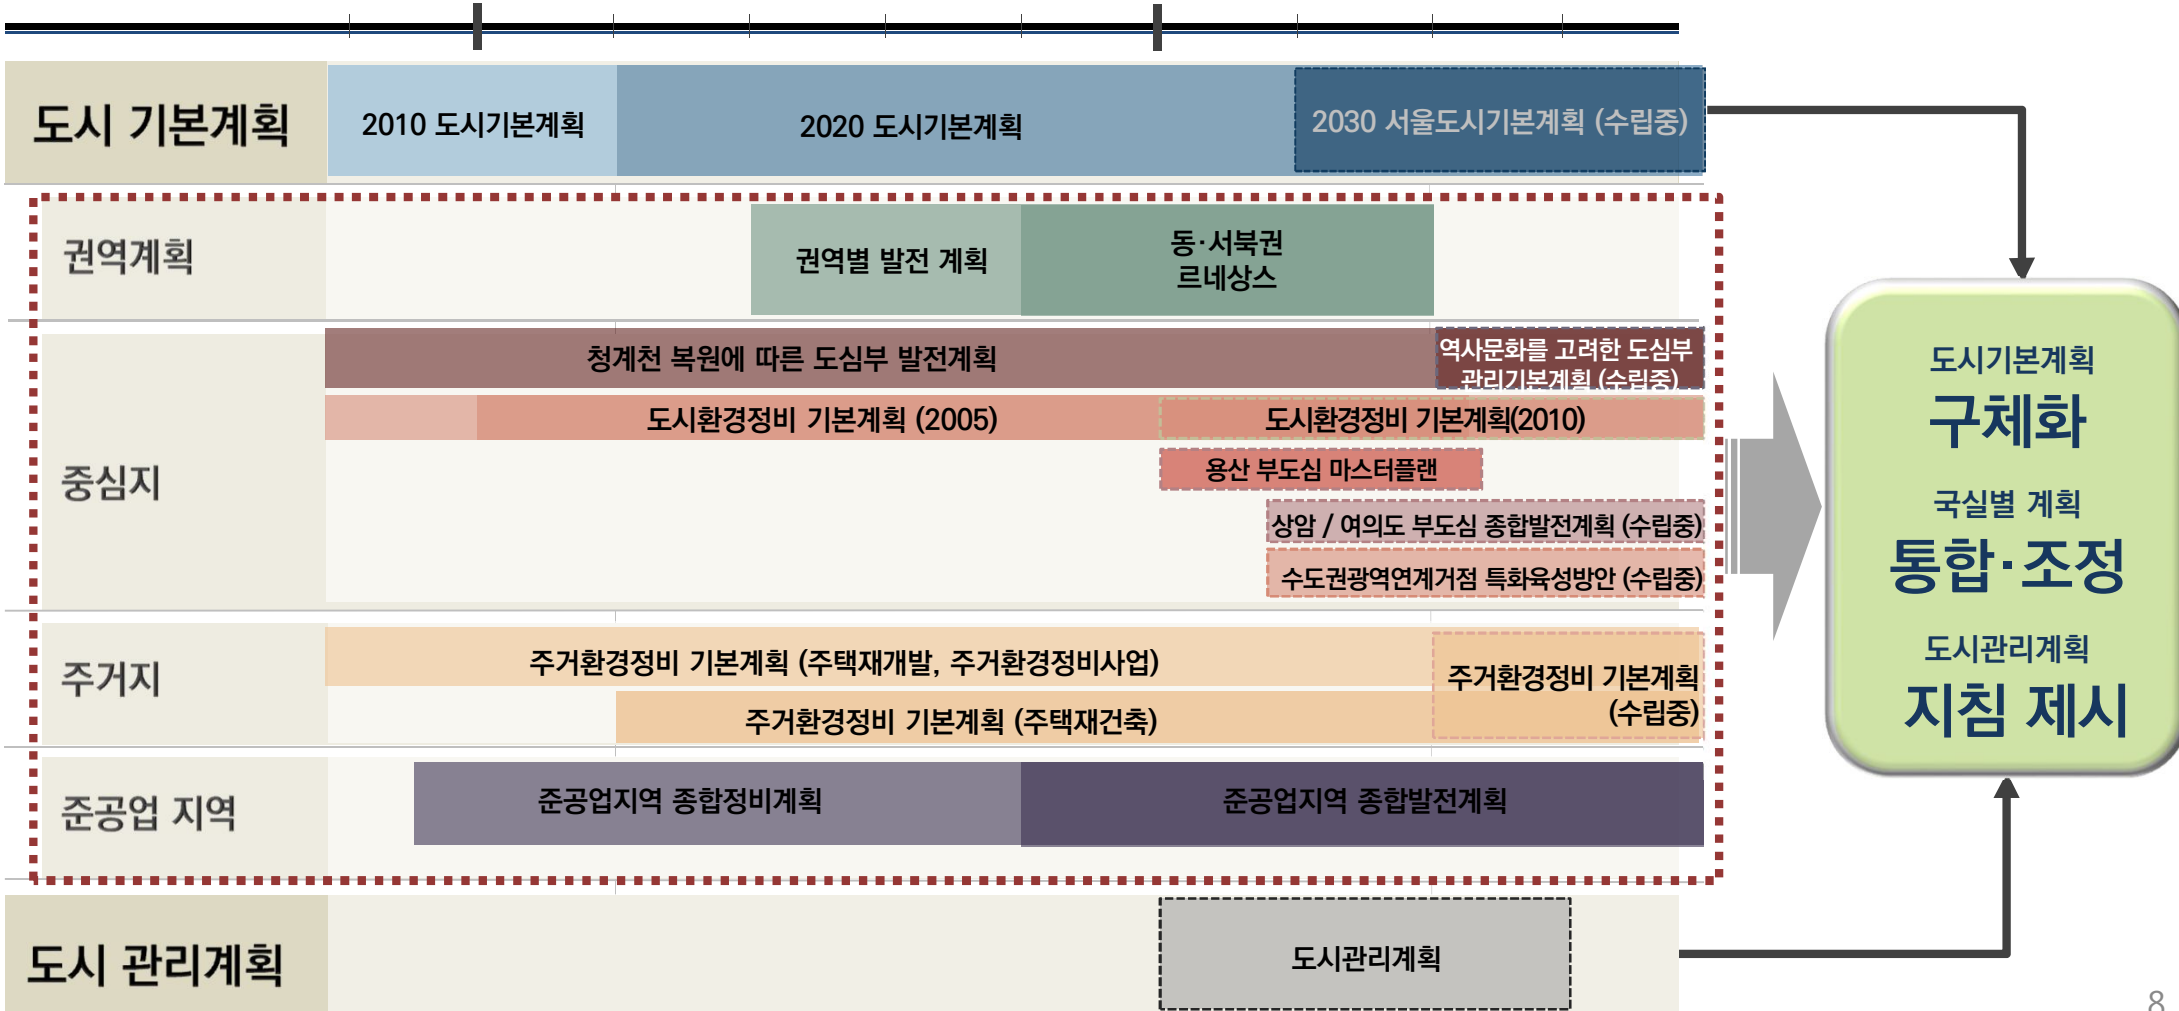 도시 기본계획
2010 도시기본계획
2020 도시기본계획
2030 서울도시기본계획 (수립중)
권역계획
권역별 발전 계획
동·서북권
르네상스
중심지
청계천 복원에 따른 도심부 발전계획
역사문화를 고려한 도심부
관리기본계획 (수립중)
도시환경정비 기본계획 (2005)
도시환경정비 기본계획(2010)
용산 부도심 마스터플랜
상암 / 여의도 부도심 종합발전계획 (수립중)
수도권광역연계거점 특화육성방안 (수립중)
주거지
주거환경정비 기본계획 (주택재개발, 주거환경정비사업)
주거환경정비 기본계획 (주택재건축)
주거환경정비 기본계획
(수립중)
준공업 지역
준공업지역 종합정비계획
준공업지역 종합발전계획
도시 관리계획
도시관리계획
도시기본계획
구체화
국실별 계획
통합·조정
도시관리계획
지침 제시
8